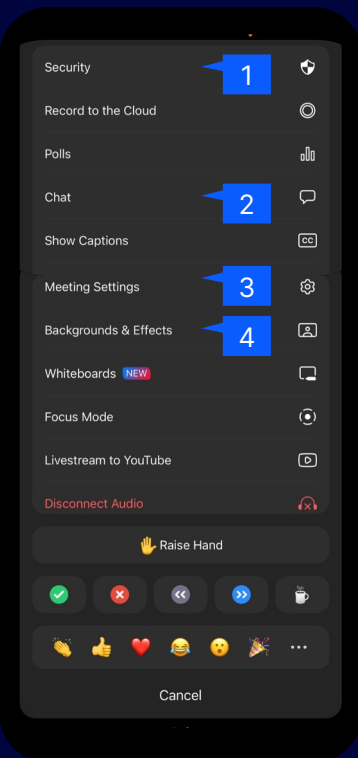 Security
1
Record to the Cloud
Polls
Chat
2
Show Captions
CC
Meeting Settings
3
Backgrounds & Effects
4
Whiteboards NEW
Focus Mode
Livestream to YouTube
Disconnect Audio
Raise Hand
Cancel